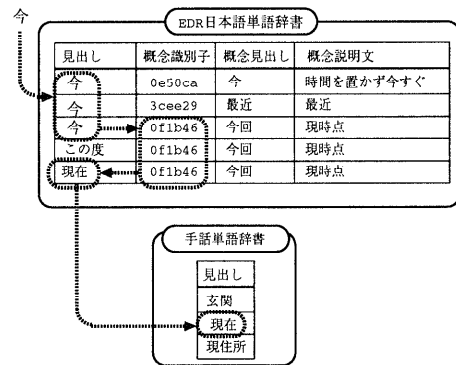 今
EDR日本語単語辞書
見出し 概念識別子 概念見出し 概念説明文
今 0e50ca 今 時間を置かず今すぐ
今 3cee29 最近 最近
今 0f1b46 今回 現時点
この度 0f1b46 今回 現時点
現在 0f1b46 今回 現時点
手話単語辞書
見出し
玄関
現在
現住所